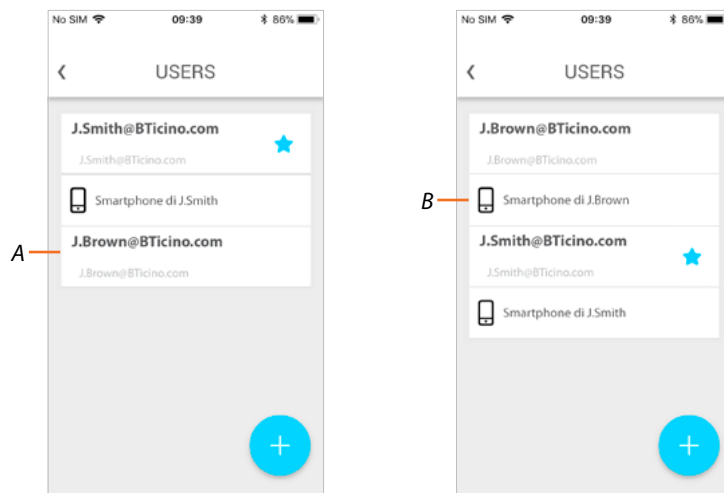 No SIM 09:39 86%
USERS
J.Smith@BTicino.com
J.Smith@BTicino.com
Smartphone di J.Smith
J.Brown@BTicino.com
J.Brown@BTicino.com
A
No SIM 09:39 86%
USERS
J.Brown@BTicino.com
J.Brown@BTicino.com
B
Smartphone di J.Brown
J.Smith@BTicino.com
J.Smith@BTicino.com
Smartphone di J.Smith